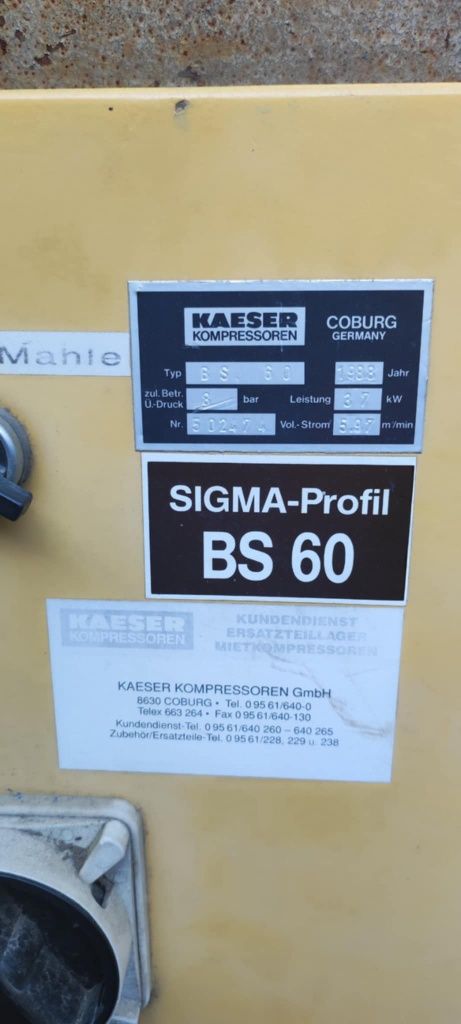 KAESER
KOMPRESSOREN
COBURG
GERMANY
Mahle
Typ BS. 60 1988 Jahr
zul. Betr.
Ü.-Druck 8 bar Leistung 37 kW
Nr. 502474 Vol.-Strom 5.97 m³/min
SIGMA-Profil
BS 60
KAESER
KOMPRESSOREN
KUNDENDIENST
ERSATZTEILLAGER
MIETKOMPRESSOREN
KAESER KOMPRESSOREN GmbH
8630 COBURG • Tel. 0 95 61/640-0
Telex 663 264 • Fax 0 95 61/640-130
Kundendienst-Tel. 0 95 61/640 260 – 640 265
Zubehör/Ersatzteile-Tel. 0 95 61/228, 229 u. 238